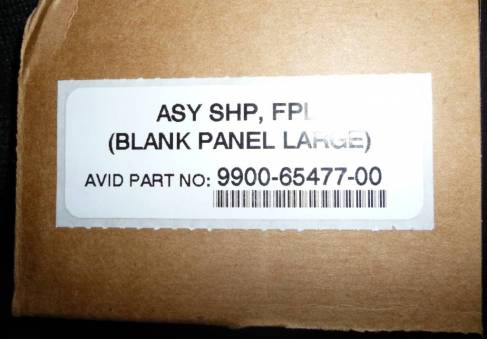 ASY SHP, FPL
(BLANK PANEL LARGE)
AVID PART NO: 9900-65477-00